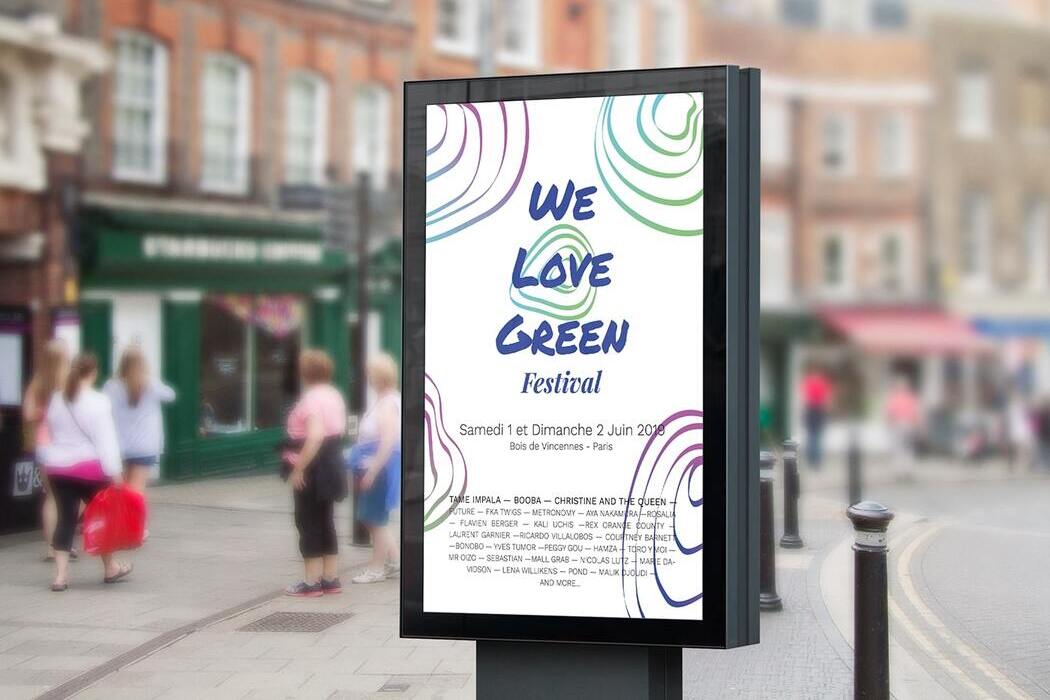 STARBUCKS COFFEE
WE
LOVE
GREEN
Festival
Samedi 1 et Dimanche 2 Juin 2019
Bois de Vincennes - Paris
TAME IMPALA — BOOBA — CHRISTINE AND THE QUEEN —
FUTURE — FKA TWIGS — METRONOMY — AYA NAKAMURA —ROSALIA
— FLAVIEN BERGER — KALI UCHIS —REX ORANGE COUNTY —
LAURENT GARNIER —RICARDO VILLALOBOS — COURTNEY BARNETT
—BONOBO —YVES TUMOR —PEGGY GOU — HAMZA— TORO Y MOI —
MR OIZO — SEBASTIAN —MALL GRAB — NICOLAS LUTZ — MARIE DA-
VIDSON — LENA WILLIKENS — POND — MALIK DJOUDI —
AND MORE...